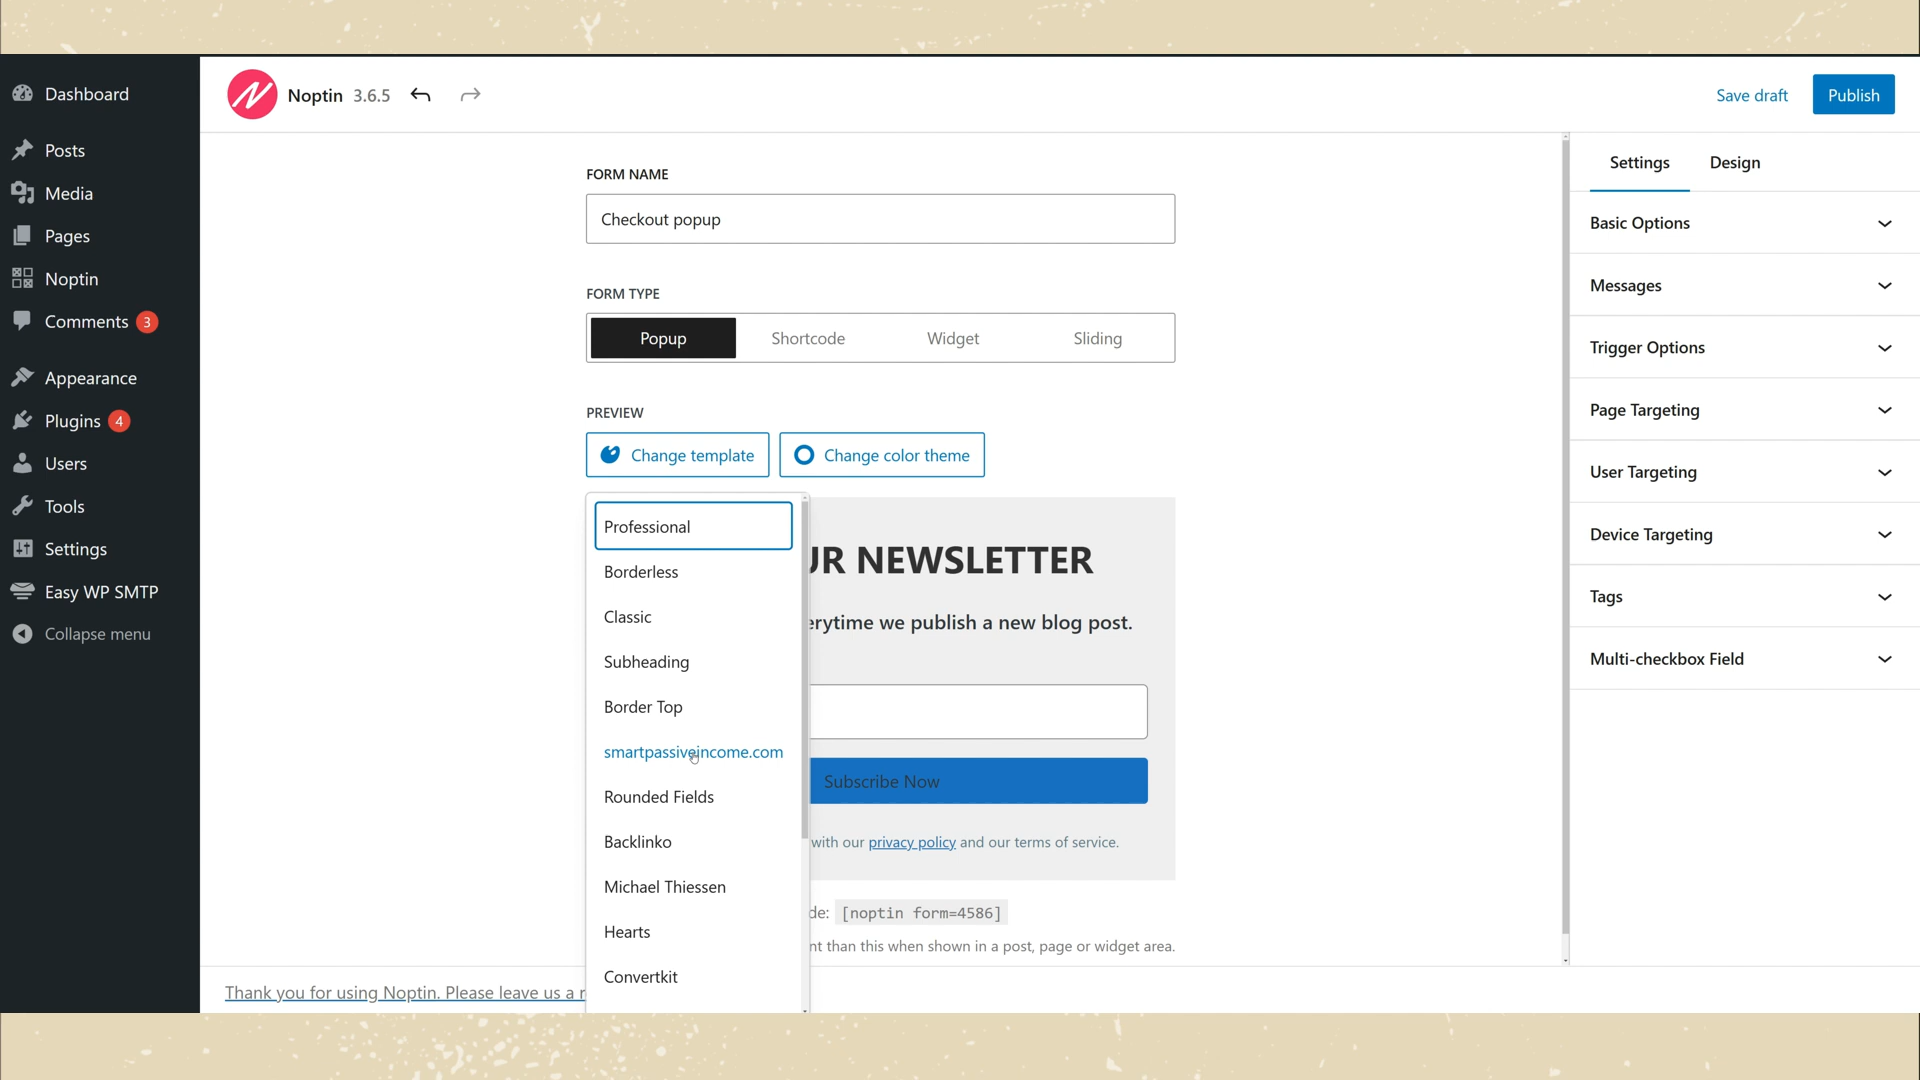 Dashboard
Posts
Media
Pages
Noptin
Comments 3
Appearance
Plugins 4
Users
Tools
Settings
Easy WP SMTP
Collapse menu
Noptin 3.6.5
Save draft
Publish
FORM NAME
Checkout popup
FORM TYPE
Popup Shortcode Widget Sliding
PREVIEW
Change template Change color theme
Professional
Borderless
Classic
Subheading
Border Top
smartpassiveincome.com
Rounded Fields
Backlinko
Michael Thiessen
Hearts
Convertkit
NEWSLETTER
we publish a new blog post.
Subscribe Now
with our privacy policy and our terms of service.
[noptin form=4586]
than this when shown in a post, page or widget area.
Thank you for using Noptin. Please leave us a
Settings Design
Basic Options
Messages
Trigger Options
Page Targeting
User Targeting
Device Targeting
Tags
Multi-checkbox Field